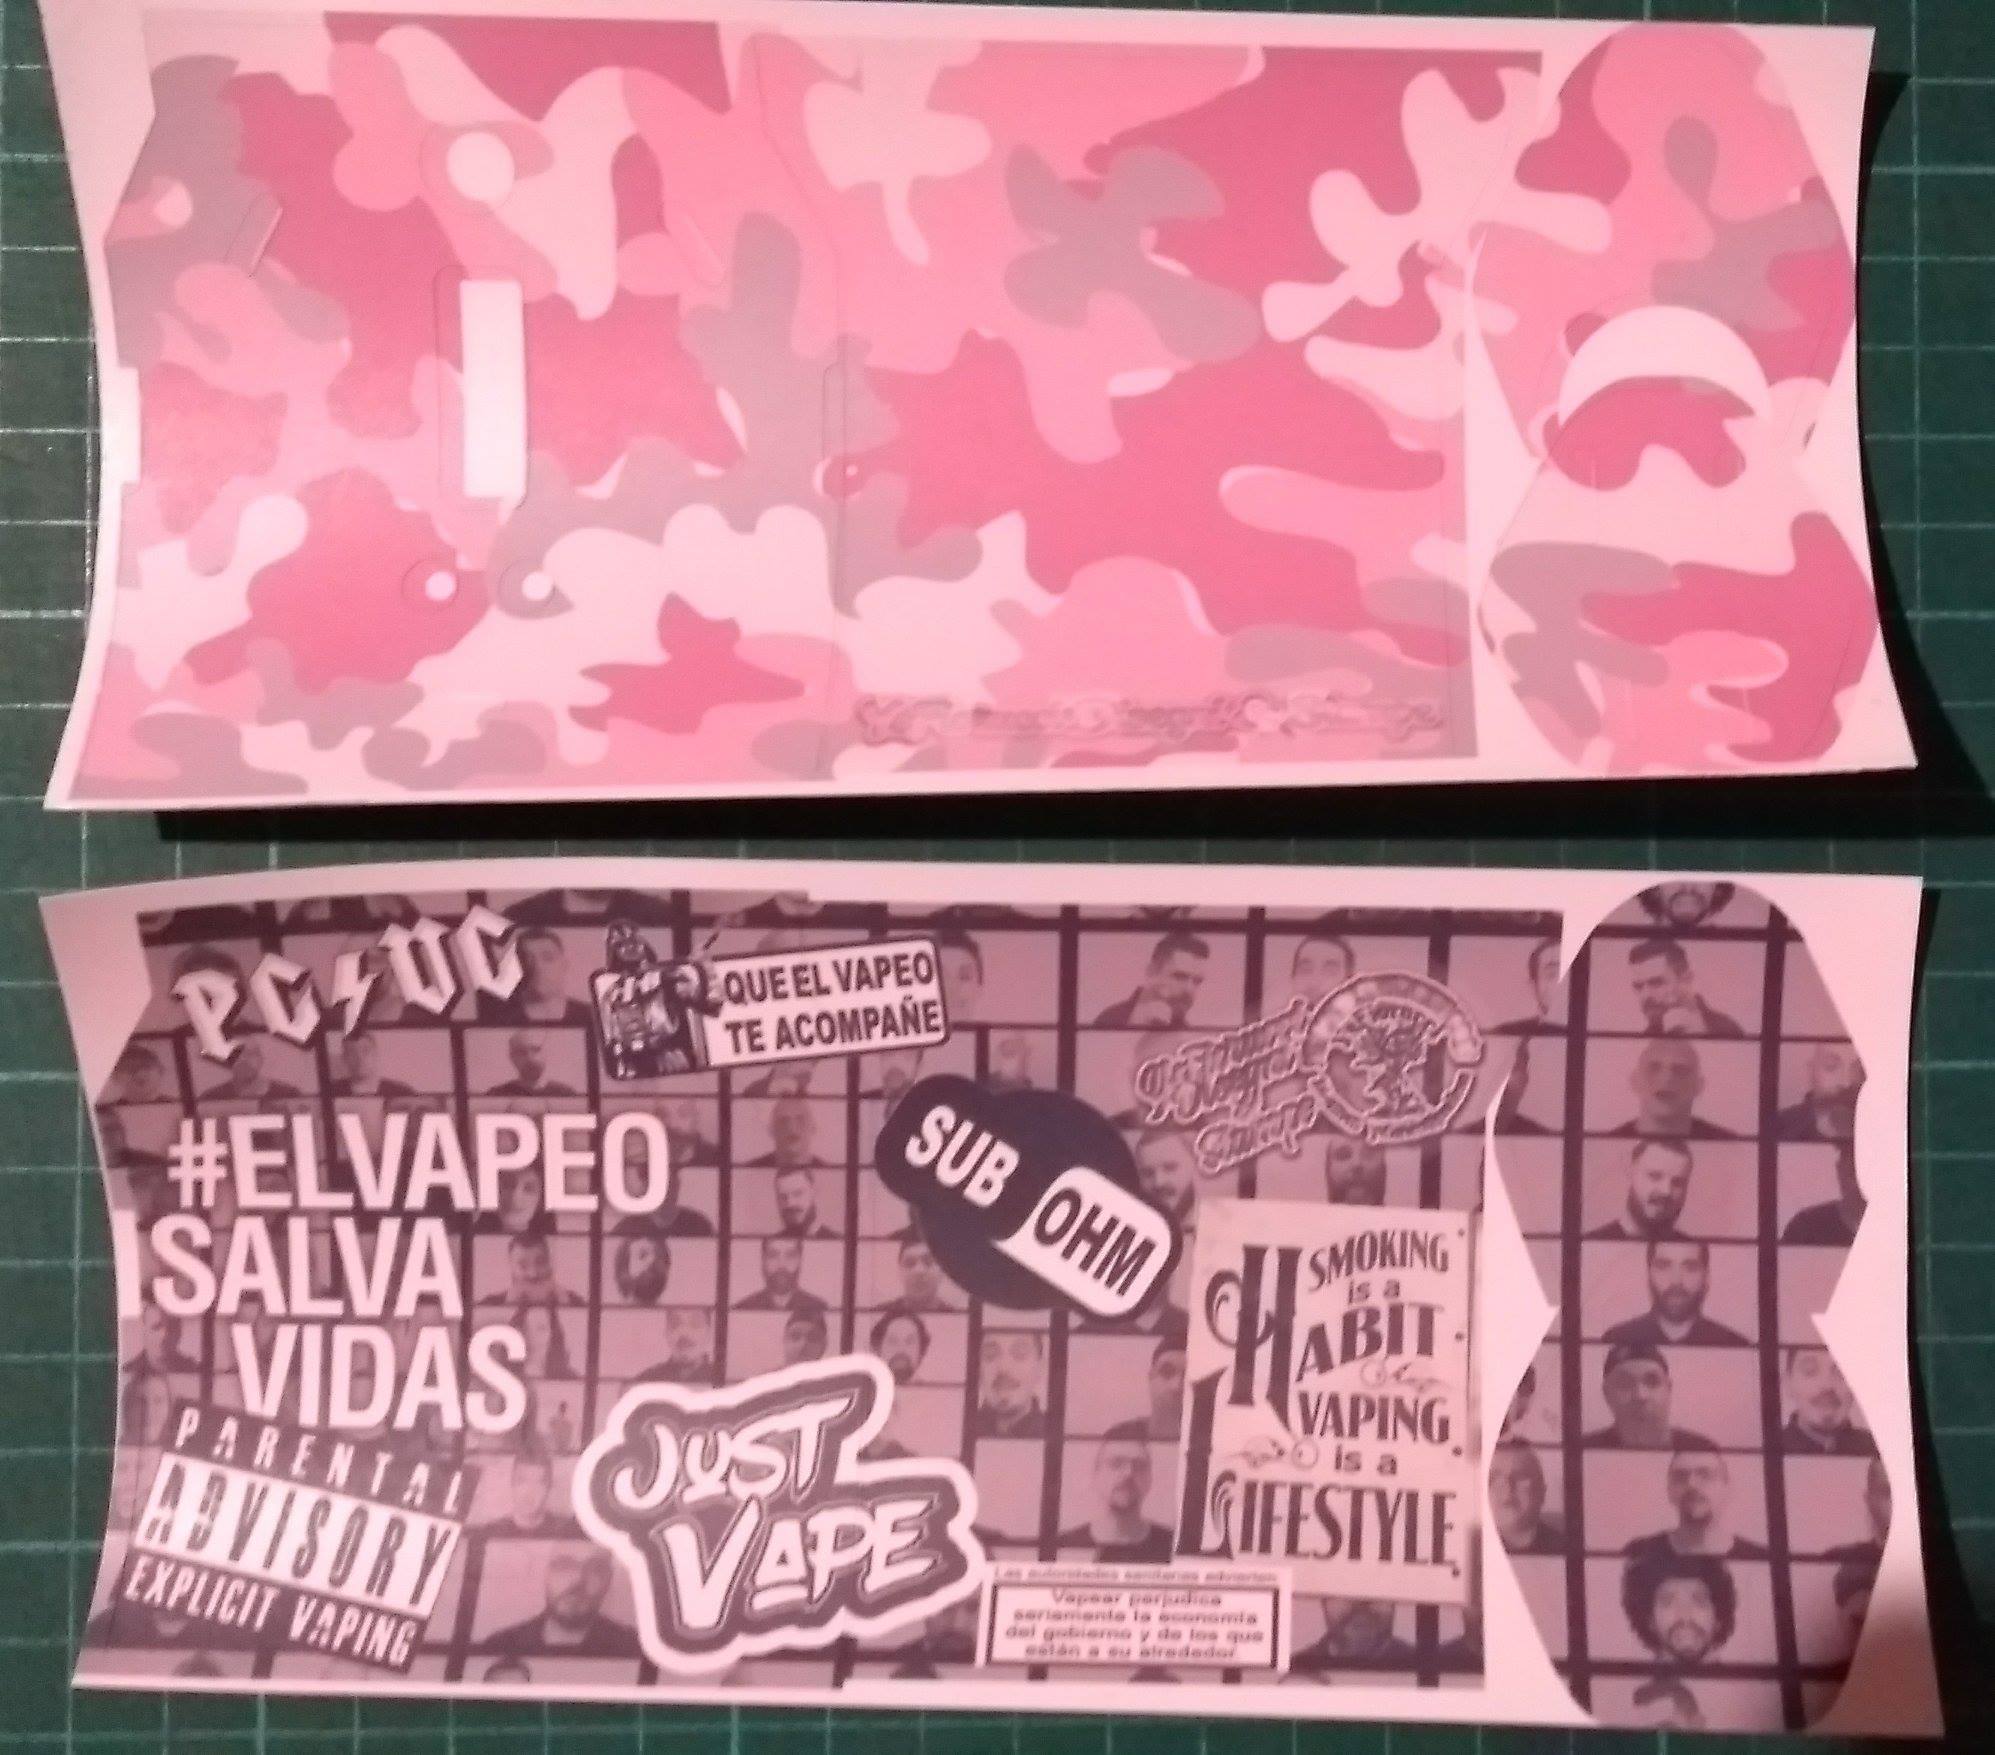 PC⚡VC
QUE EL VAPEO
TE ACOMPAÑE
#ELVAPEO
SALVA
VIDAS
SUB
OHM
SMOKING
is a
HABIT
VAPING
is a
LIFESTYLE
PARENTAL
ADVISORY
EXPLICIT VAPING
JUST
VAPE
Las autoridades sanitarias advierten
Vapear perjudica
seriamente la economia
del gobierno y de los que
están a su alrededor